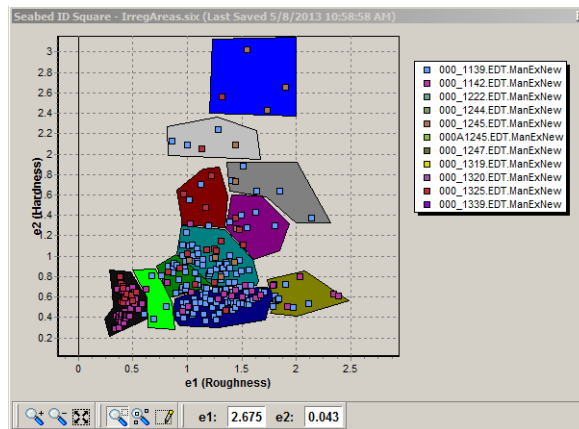 Seabed ID Square - IrregAreas.six (Last Saved 5/8/2013 10:58:58 AM)
e2 (Hardness)
3
2.8
2.6
2.4
2.2
2
1.8
1.6
1.4
1.2
1
0.8
0.6
0.4
0.2
0
0.5
1
1.5
2
2.5
e1 (Roughness)
000_1139.EDT.ManExNew
000_1142.EDT.ManExNew
000_1222.EDT.ManExNew
000_1244.EDT.ManExNew
000_1245.EDT.ManExNew
000A1245.EDT.ManExNew
000_1247.EDT.ManExNew
000_1319.EDT.ManExNew
000_1320.EDT.ManExNew
000_1325.EDT.ManExNew
000_1339.EDT.ManExNew
e1: 2.675 e2: 0.043